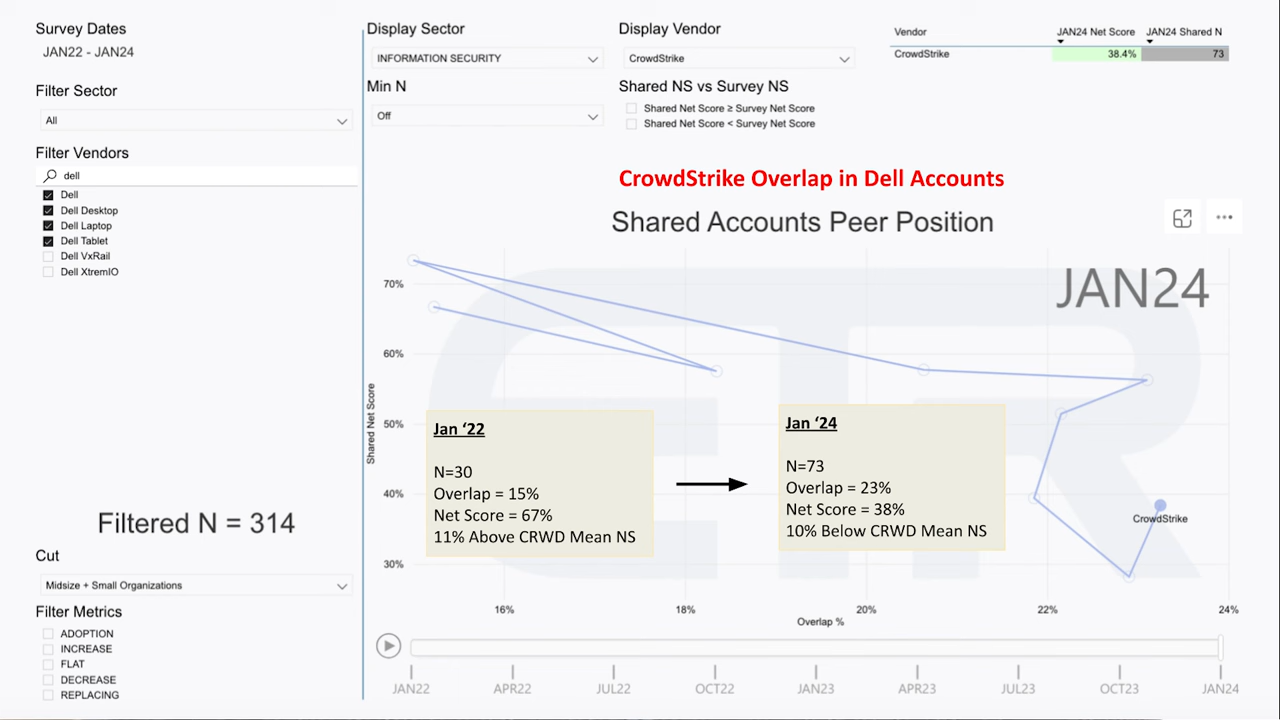 Survey Dates
JAN22 - JAN24
Filter Sector
All
Filter Vendors
dell
Dell
Dell Desktop
Dell Laptop
Dell Tablet
Dell VxRail
Dell XtremIO
Filtered N = 314
Cut
Midsize + Small Organizations
Filter Metrics
ADOPTION
INCREASE
FLAT
DECREASE
REPLACING
Display Sector
INFORMATION SECURITY
Min N
Off
Display Vendor
CrowdStrike
Shared NS vs Survey NS
Shared Net Score ≥ Survey Net Score
Shared Net Score < Survey Net Score
Vendor JAN24 Net Score JAN24 Shared N
CrowdStrike 38.4% 73
CrowdStrike Overlap in Dell Accounts
Shared Accounts Peer Position
JAN24
ETR
Shared Net Score
70%
60%
50%
40%
30%
Jan ‘22
N=30
Overlap = 15%
Net Score = 67%
11% Above CRWD Mean NS
Jan ‘24
N=73
Overlap = 23%
Net Score = 38%
10% Below CRWD Mean NS
CrowdStrike
16% 18% 20% 22% 24%
Overlap %
JAN22 APR22 JUL22 OCT22 JAN23 APR23 JUL23 OCT23 JAN24